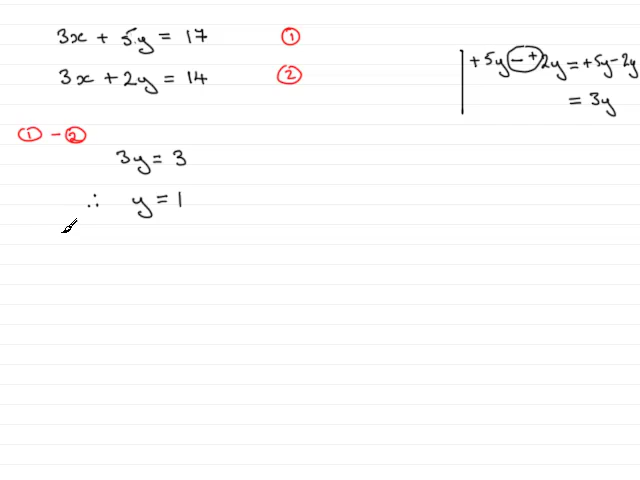 3x + 5y = 17 ①
3x + 2y = 14 ②
+5y − +2y = +5y − 2y
= 3y
① − ②
3y = 3
∴ y = 1